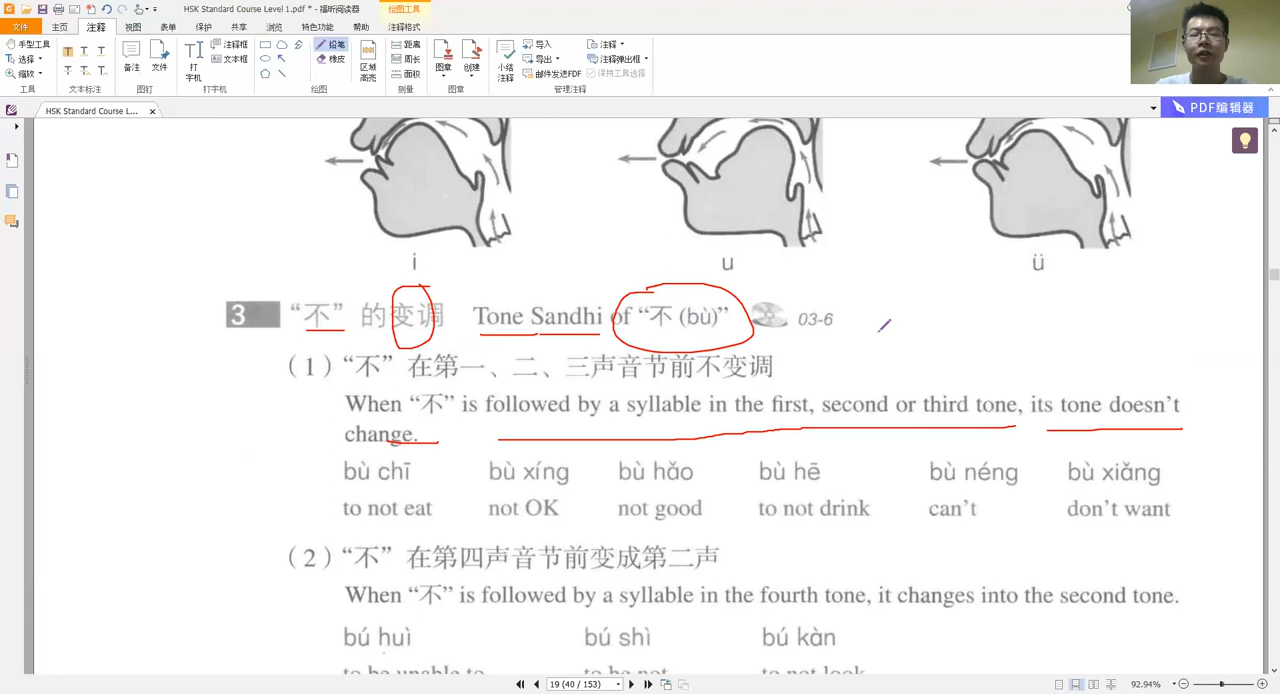 HSK Standard Course Level 1.pdf * - 福昕阅读器
绘图工具
文件 主页 注释 视图 表单 保护 共享 浏览 特色功能 帮助 注释格式
手型工具
选择
缩放
工具
T T T
文本标注
备注 文件
图钉
打字机
注释框
文本框
打字机
铅笔
橡皮
区域高亮
绘图
距离
周长
面积
测量
图章 创建
图章
小结注释
导入
导出
邮件发送FDF
注释
注释弹出框
保持工具选择
管理注释
HSK Standard Course L...
PDF编辑器
i u ü
3 “不” 的 变调 Tone Sandhi of “不 (bù)” 03-6
（1）“不” 在第一、二、三声音节前不变调
When “不” is followed by a syllable in the first, second or third tone, its tone doesn’t
change.
bù chī bù xíng bù hǎo bù hē bù néng bù xiǎng
to not eat not OK not good to not drink can’t don’t want
（2）“不” 在第四声音节前变成第二声
When “不” is followed by a syllable in the fourth tone, it changes into the second tone.
bú huì bú shì bú kàn
to be unable to to be not to not look
19 (40 / 153) 92.94%